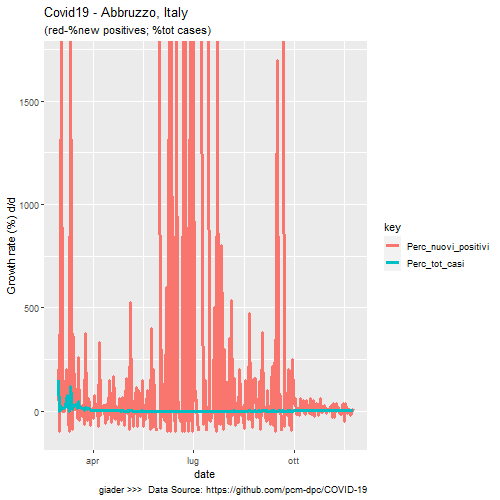 Covid19 - Abbruzzo, Italy
(red-%new positives; %tot cases)
Growth rate (%) d/d
1500
1000
500
0
apr
lug
ott
date
key
Perc_nuovi_positivi
Perc_tot_casi
giader >>> Data Source: https://github.com/pcm-dpc/COVID-19